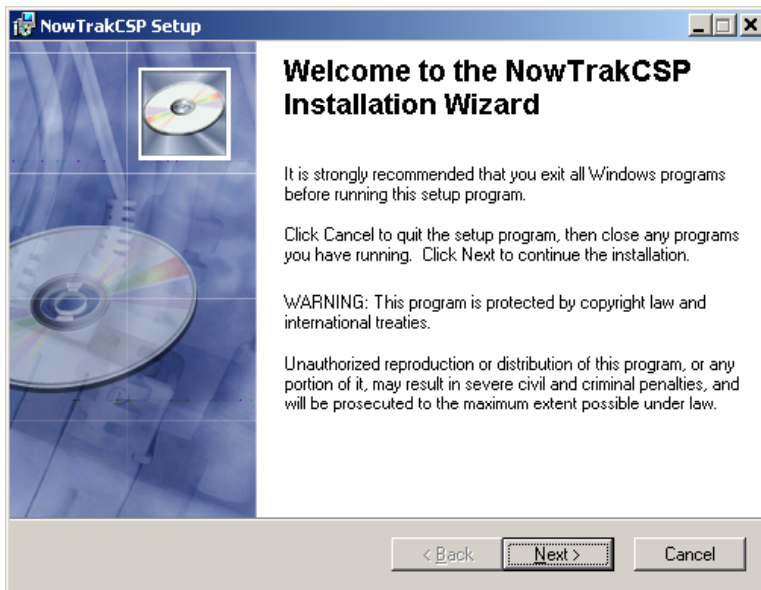 NowTrakCSP Setup
Welcome to the NowTrakCSP
Installation Wizard
It is strongly recommended that you exit all Windows programs
before running this setup program.
Click Cancel to quit the setup program, then close any programs
you have running.  Click Next to continue the installation.
WARNING: This program is protected by copyright law and
international treaties.
Unauthorized reproduction or distribution of this program, or any
portion of it, may result in severe civil and criminal penalties, and
will be prosecuted to the maximum extent possible under law.
< Back
Next >
Cancel